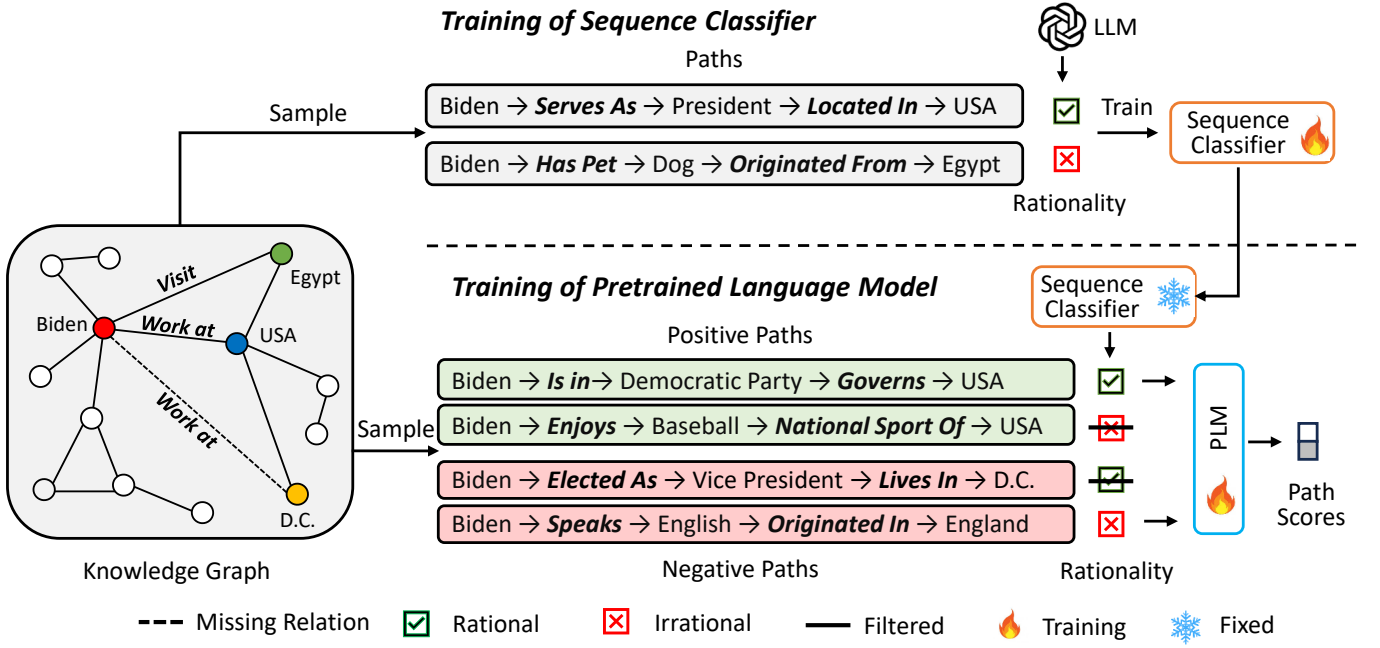 Training of Sequence Classifier
LLM
Paths
Sample
Biden → Serves As → President → Located In → USA
Train
Sequence
Classifier
Biden → Has Pet → Dog → Originated From → Egypt
Rationality
Visit
Egypt
Biden
Work at
USA
Work at
D.C.
Knowledge Graph
Training of Pretrained Language Model
Sequence
Classifier
Positive Paths
Biden → Is in→ Democratic Party → Governs → USA
Sample
Biden → Enjoys → Baseball → National Sport Of → USA
Biden → Elected As → Vice President → Lives In → D.C.
Biden → Speaks → English → Originated In → England
PLM
Path
Scores
Negative Paths
Rationality
Missing Relation
Rational
Irrational
Filtered
Training
Fixed